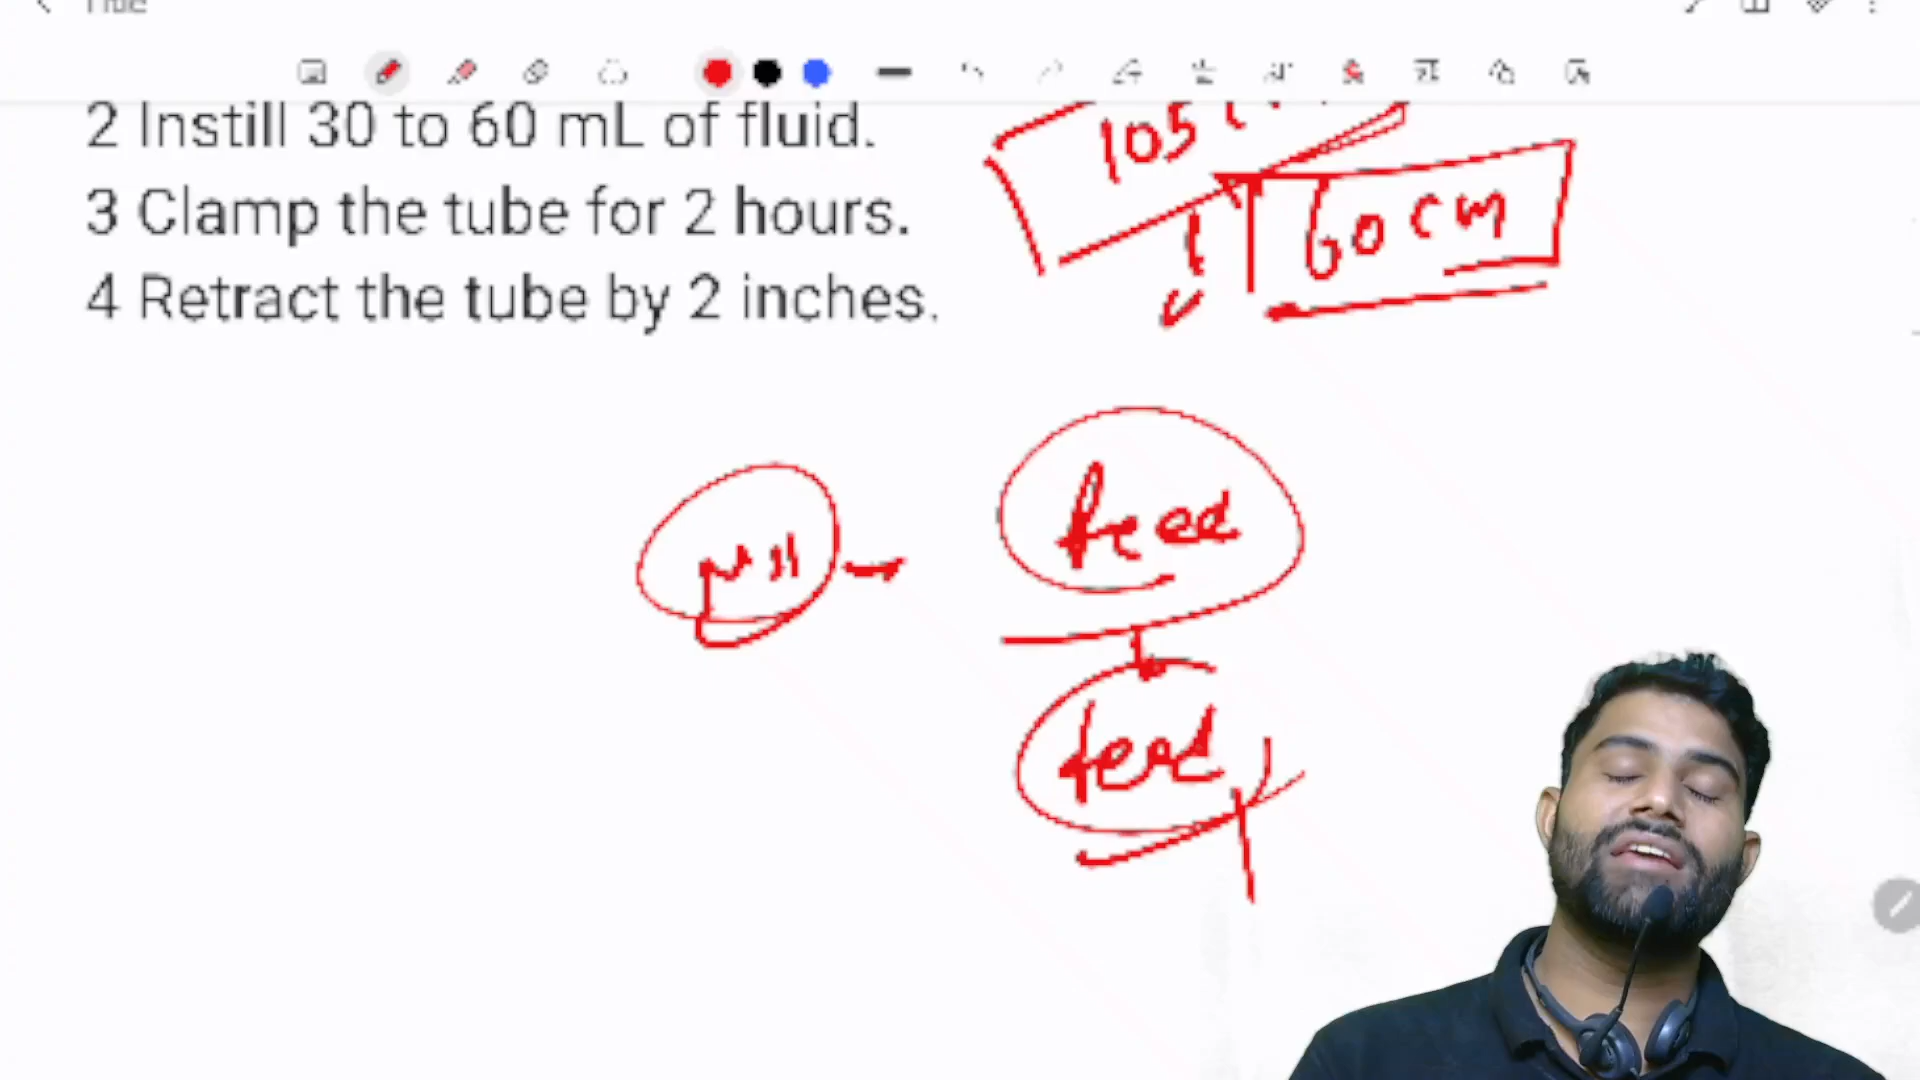 2 Instill 30 to 60 mL of fluid.
105
3 Clamp the tube for 2 hours.
60 cm
4 Retract the tube by 2 inches.
feed
feed